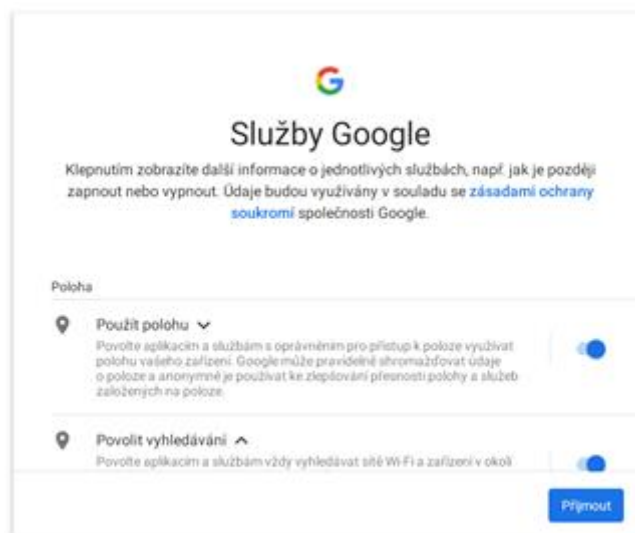 Služby Google
Klepnutím zobrazíte další informace o jednotlivých službách, např. jak je později
zapnout nebo vypnout. Údaje budou využívány v souladu se zásadami ochrany
soukromí společnosti Google.
Poloha
Použít polohu
Povolte aplikacím a službám s oprávněním pro přístup k poloze využívat
polohu vašeho zařízení. Google může pravidelně shromažďovat údaje
o poloze a anonymně je používat ke zlepšování přesnosti polohy a služeb
založených na poloze.
Povolit vyhledávání
Povolte aplikacím a službám vždy vyhledávat sítě Wi-Fi a zařízení v okolí
Přijmout